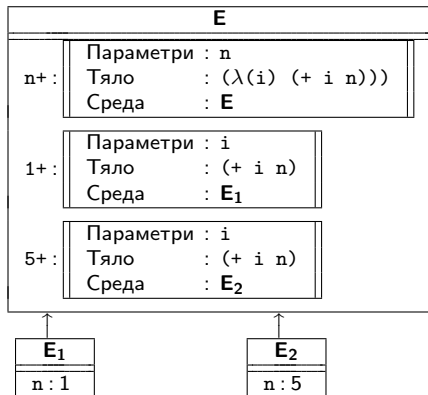 E
n+ :
Параметри : n
Тяло : (λ(i) (+ i n)))
Среда : E
1+ :
Параметри : i
Тяло : (+ i n)
Среда : E₁
5+ :
Параметри : i
Тяло : (+ i n)
Среда : E₂
E₁
n : 1
E₂
n : 5